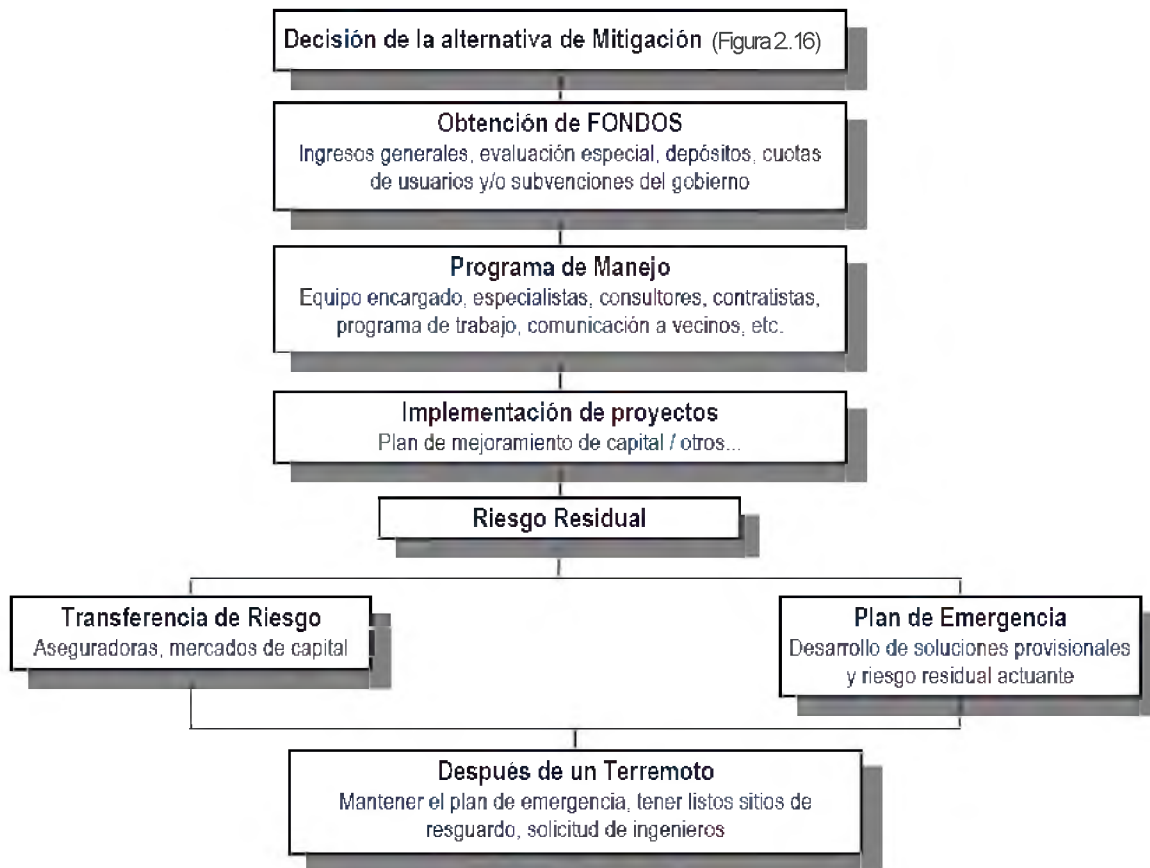 Decisión de la alternativa de Mitigación (Figura 2.16)
Obtención de FONDOS
Ingresos generales, evaluación especial, depósitos, cuotas
de usuarios y/o subvenciones del gobierno
Programa de Manejo
Equipo encargado, especialistas, consultores, contratistas,
programa de trabajo, comunicación a vecinos, etc.
Implementación de proyectos
Plan de mejoramiento de capital / otros...
Riesgo Residual
Transferencia de Riesgo
Aseguradoras, mercados de capital
Plan de Emergencia
Desarrollo de soluciones provisionales
y riesgo residual actuante
Después de un Terremoto
Mantener el plan de emergencia, tener listos sitios de
resguardo, solicitud de ingenieros